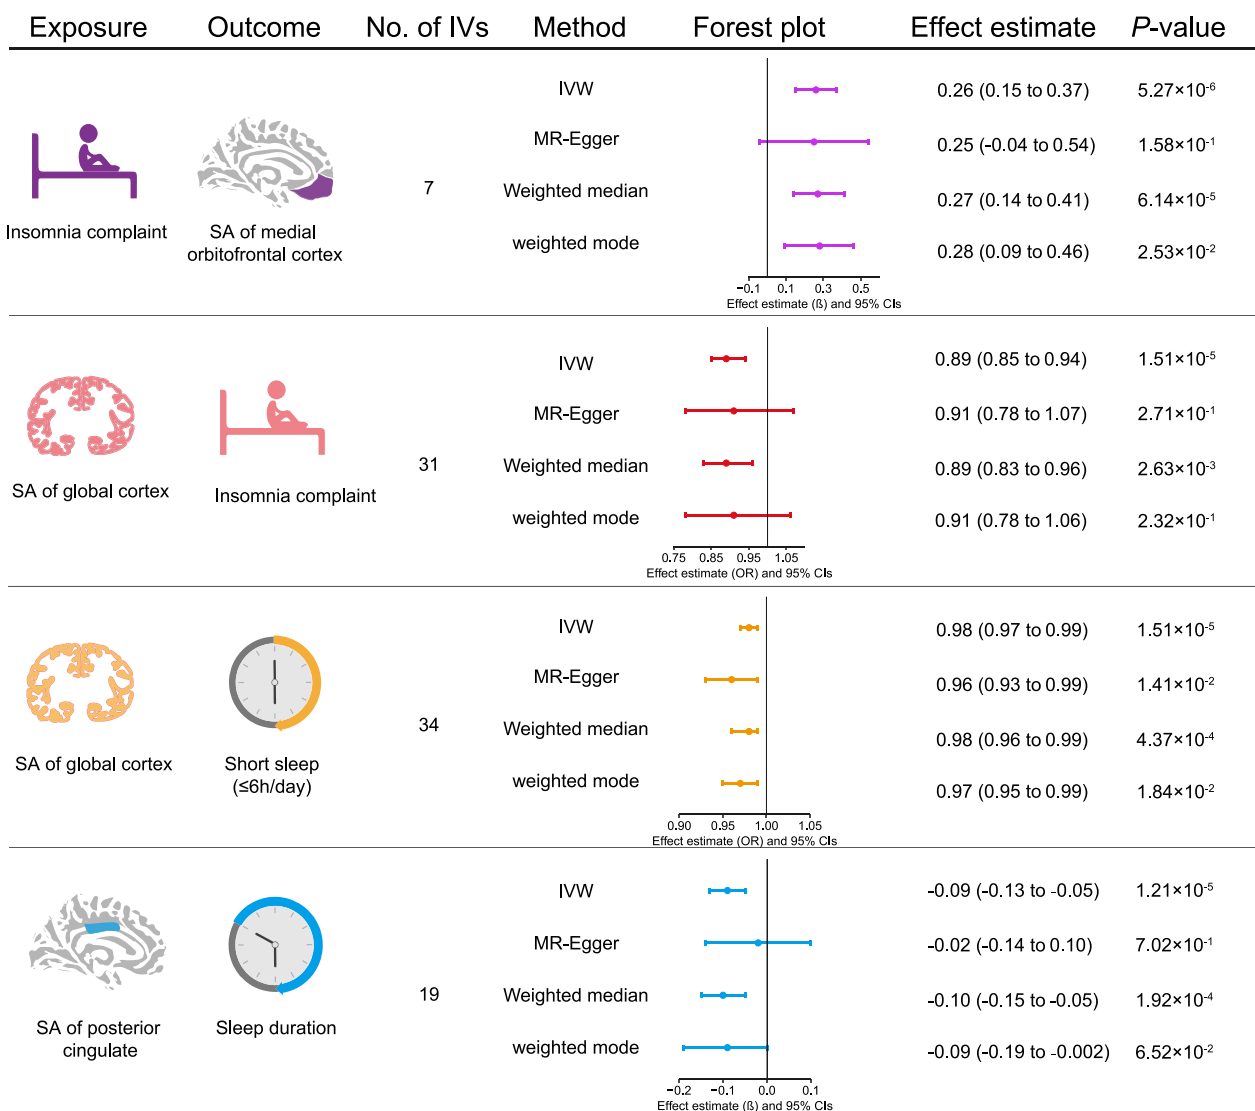 Exposure Outcome No. of IVs Method Forest plot Effect estimate P-value
IVW 0.26 (0.15 to 0.37) 5.27×10⁻⁶
MR-Egger 0.25 (-0.04 to 0.54) 1.58×10⁻¹
7
Weighted median 0.27 (0.14 to 0.41) 6.14×10⁻⁵
Insomnia complaint SA of medial
orbitofrontal cortex
weighted mode 0.28 (0.09 to 0.46) 2.53×10⁻²
−0.1 0.1 0.3 0.5
Effect estimate (ß) and 95% CIs
IVW 0.89 (0.85 to 0.94) 1.51×10⁻⁵
MR-Egger 0.91 (0.78 to 1.07) 2.71×10⁻¹
31
Weighted median 0.89 (0.83 to 0.96) 2.63×10⁻³
SA of global cortex Insomnia complaint
weighted mode 0.91 (0.78 to 1.06) 2.32×10⁻¹
0.75 0.85 0.95 1.05
Effect estimate (OR) and 95% CIs
IVW 0.98 (0.97 to 0.99) 1.51×10⁻⁵
MR-Egger 0.96 (0.93 to 0.99) 1.41×10⁻²
34
Weighted median 0.98 (0.96 to 0.99) 4.37×10⁻⁴
SA of global cortex Short sleep
(≤6h/day)
weighted mode 0.97 (0.95 to 0.99) 1.84×10⁻²
0.90 0.95 1.00 1.05
Effect estimate (OR) and 95% CIs
IVW -0.09 (-0.13 to -0.05) 1.21×10⁻⁵
MR-Egger -0.02 (-0.14 to 0.10) 7.02×10⁻¹
19
Weighted median -0.10 (-0.15 to -0.05) 1.92×10⁻⁴
SA of posterior
cingulate
Sleep duration
weighted mode -0.09 (-0.19 to -0.002) 6.52×10⁻²
−0.2 −0.2 0.0 0.1
Effect estimate (ß) and 95% CIs